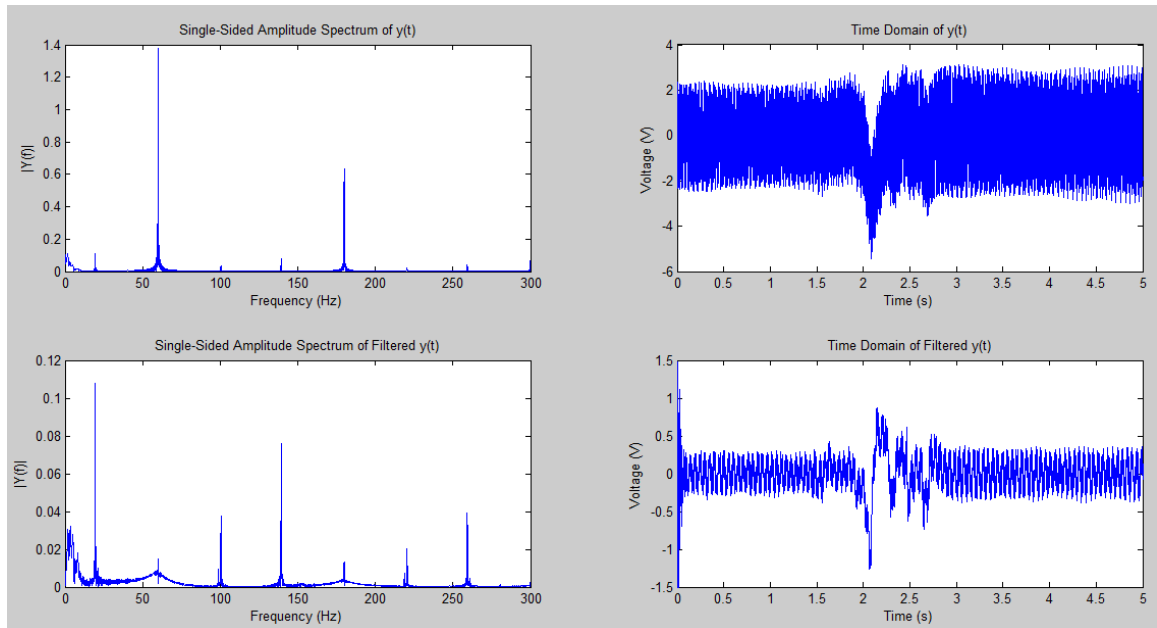 Single-Sided Amplitude Spectrum of y(t)
1.4
1.2
1
0.8
0.6
0.4
0.2
0
|Y(f)|
0 50 100 150 200 250 300
Frequency (Hz)
Time Domain of y(t)
4
2
0
-2
-4
-6
Voltage (V)
0 0.5 1 1.5 2 2.5 3 3.5 4 4.5 5
Time (s)
Single-Sided Amplitude Spectrum of Filtered y(t)
0.12
0.1
0.08
0.06
0.04
0.02
0
|Y(f)|
0 50 100 150 200 250 300
Frequency (Hz)
Time Domain of Filtered y(t)
1.5
1
0.5
0
-0.5
-1
-1.5
Voltage (V)
0 0.5 1 1.5 2 2.5 3 3.5 4 4.5 5
Time (s)